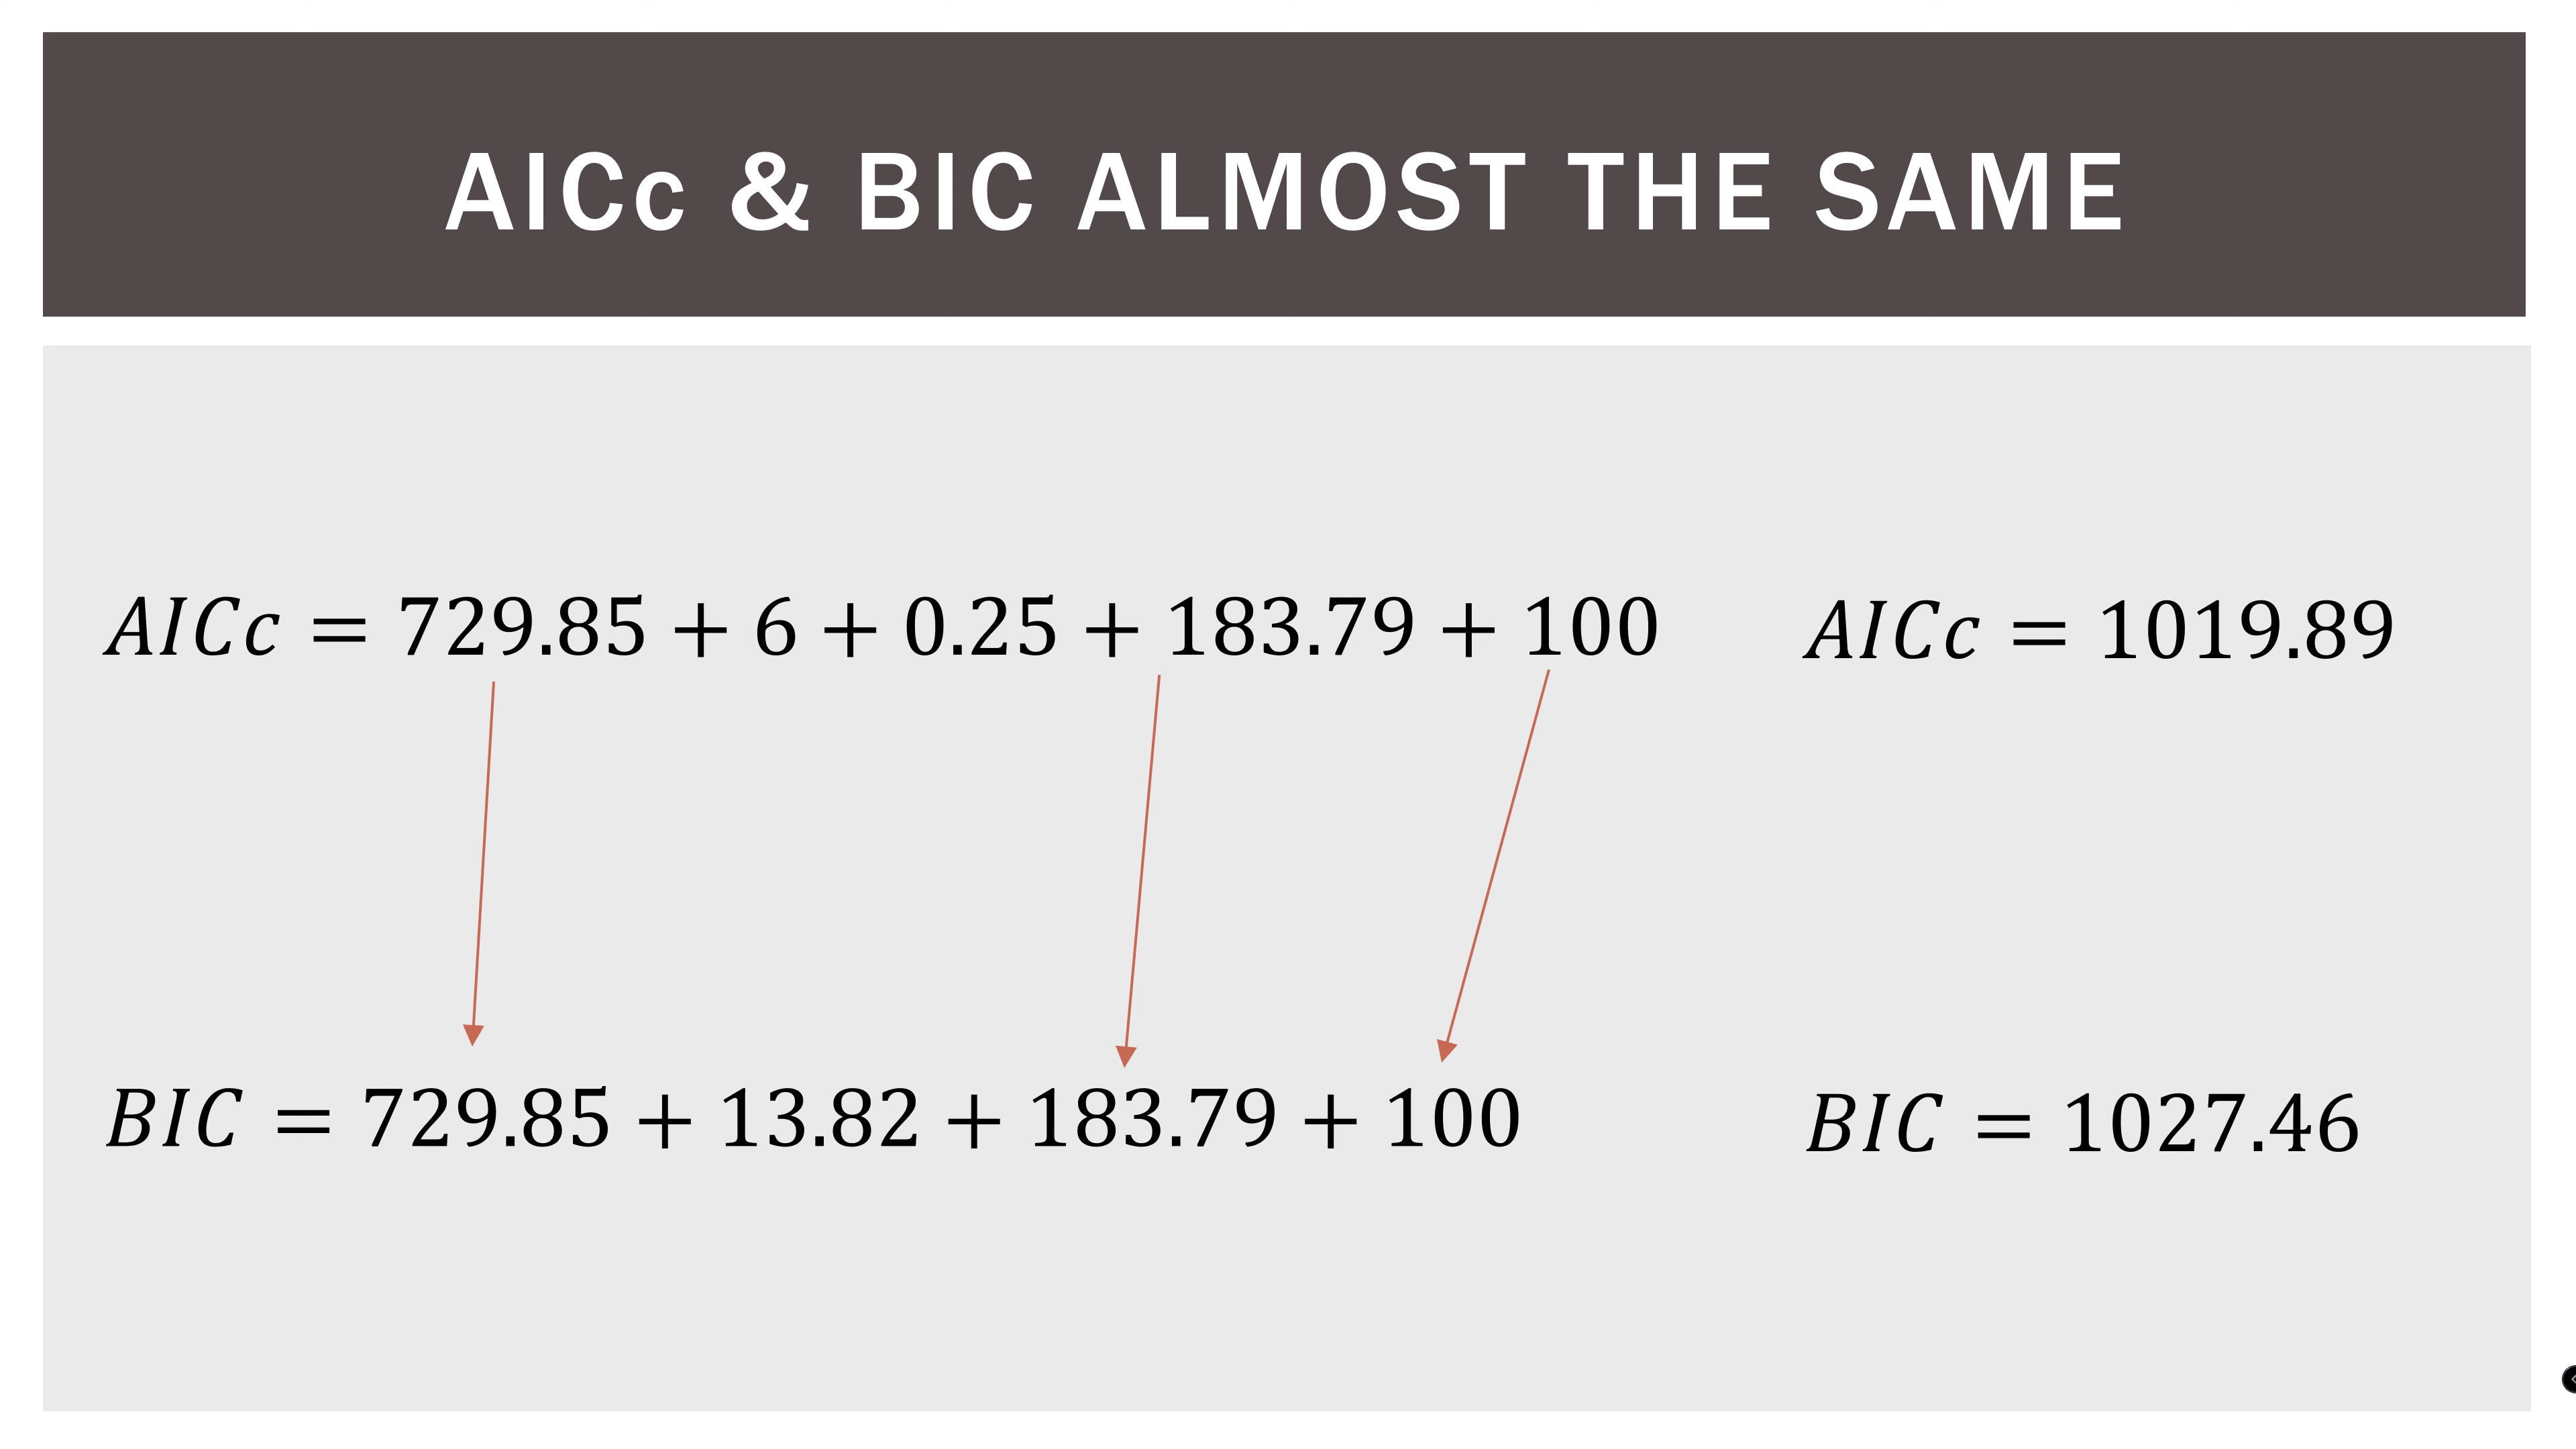 AICc & BIC ALMOST THE SAME
AICc = 729.85 + 6 + 0.25 + 183.79 + 100
AICc = 1019.89
BIC = 729.85 + 13.82 + 183.79 + 100
BIC = 1027.46